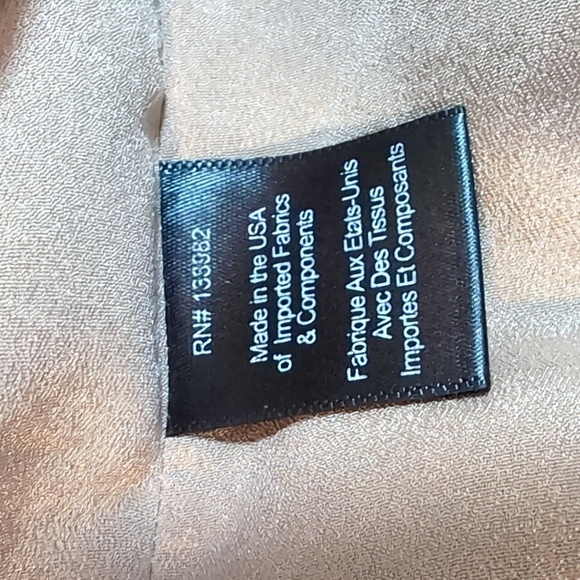 RN# 133382
Made in the USA
of Imported Fabrics
& Components
Fabrique Aux Etats-Unis
Avec Des Tissus
Importes Et Composants